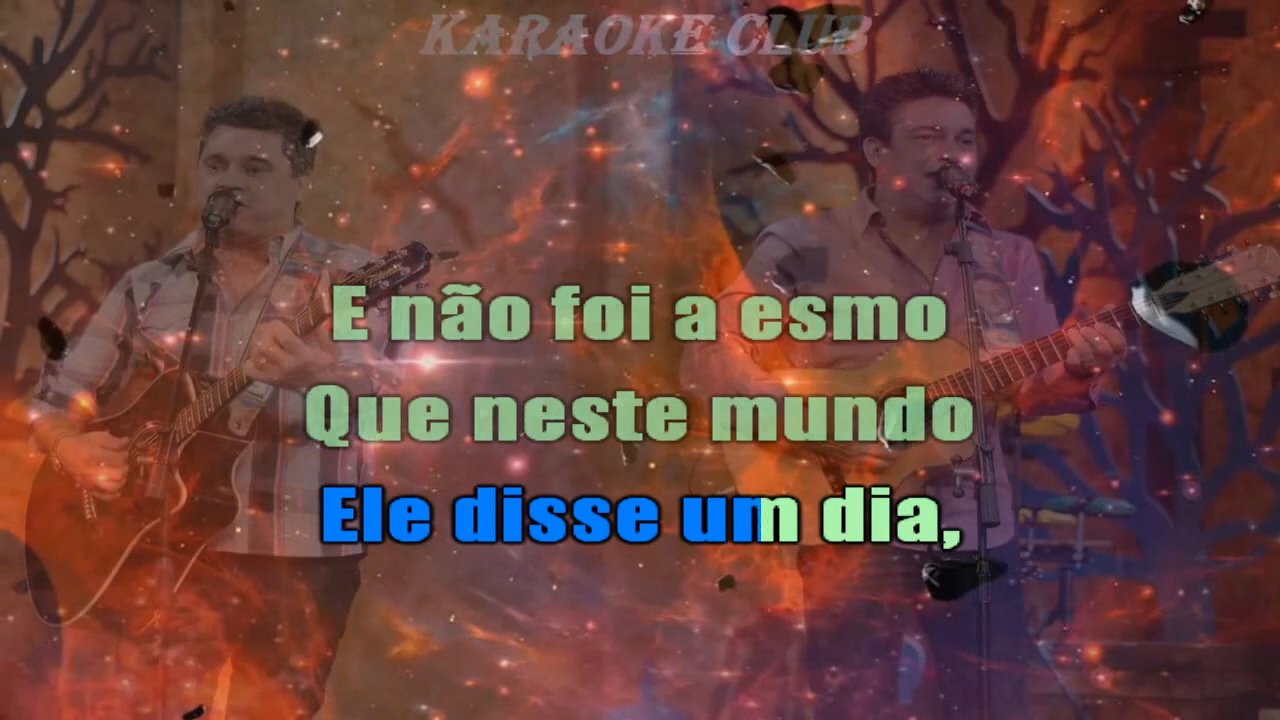 KARAOKE CLUB
E não foi a esmo
Que neste mundo
Ele disse um dia,